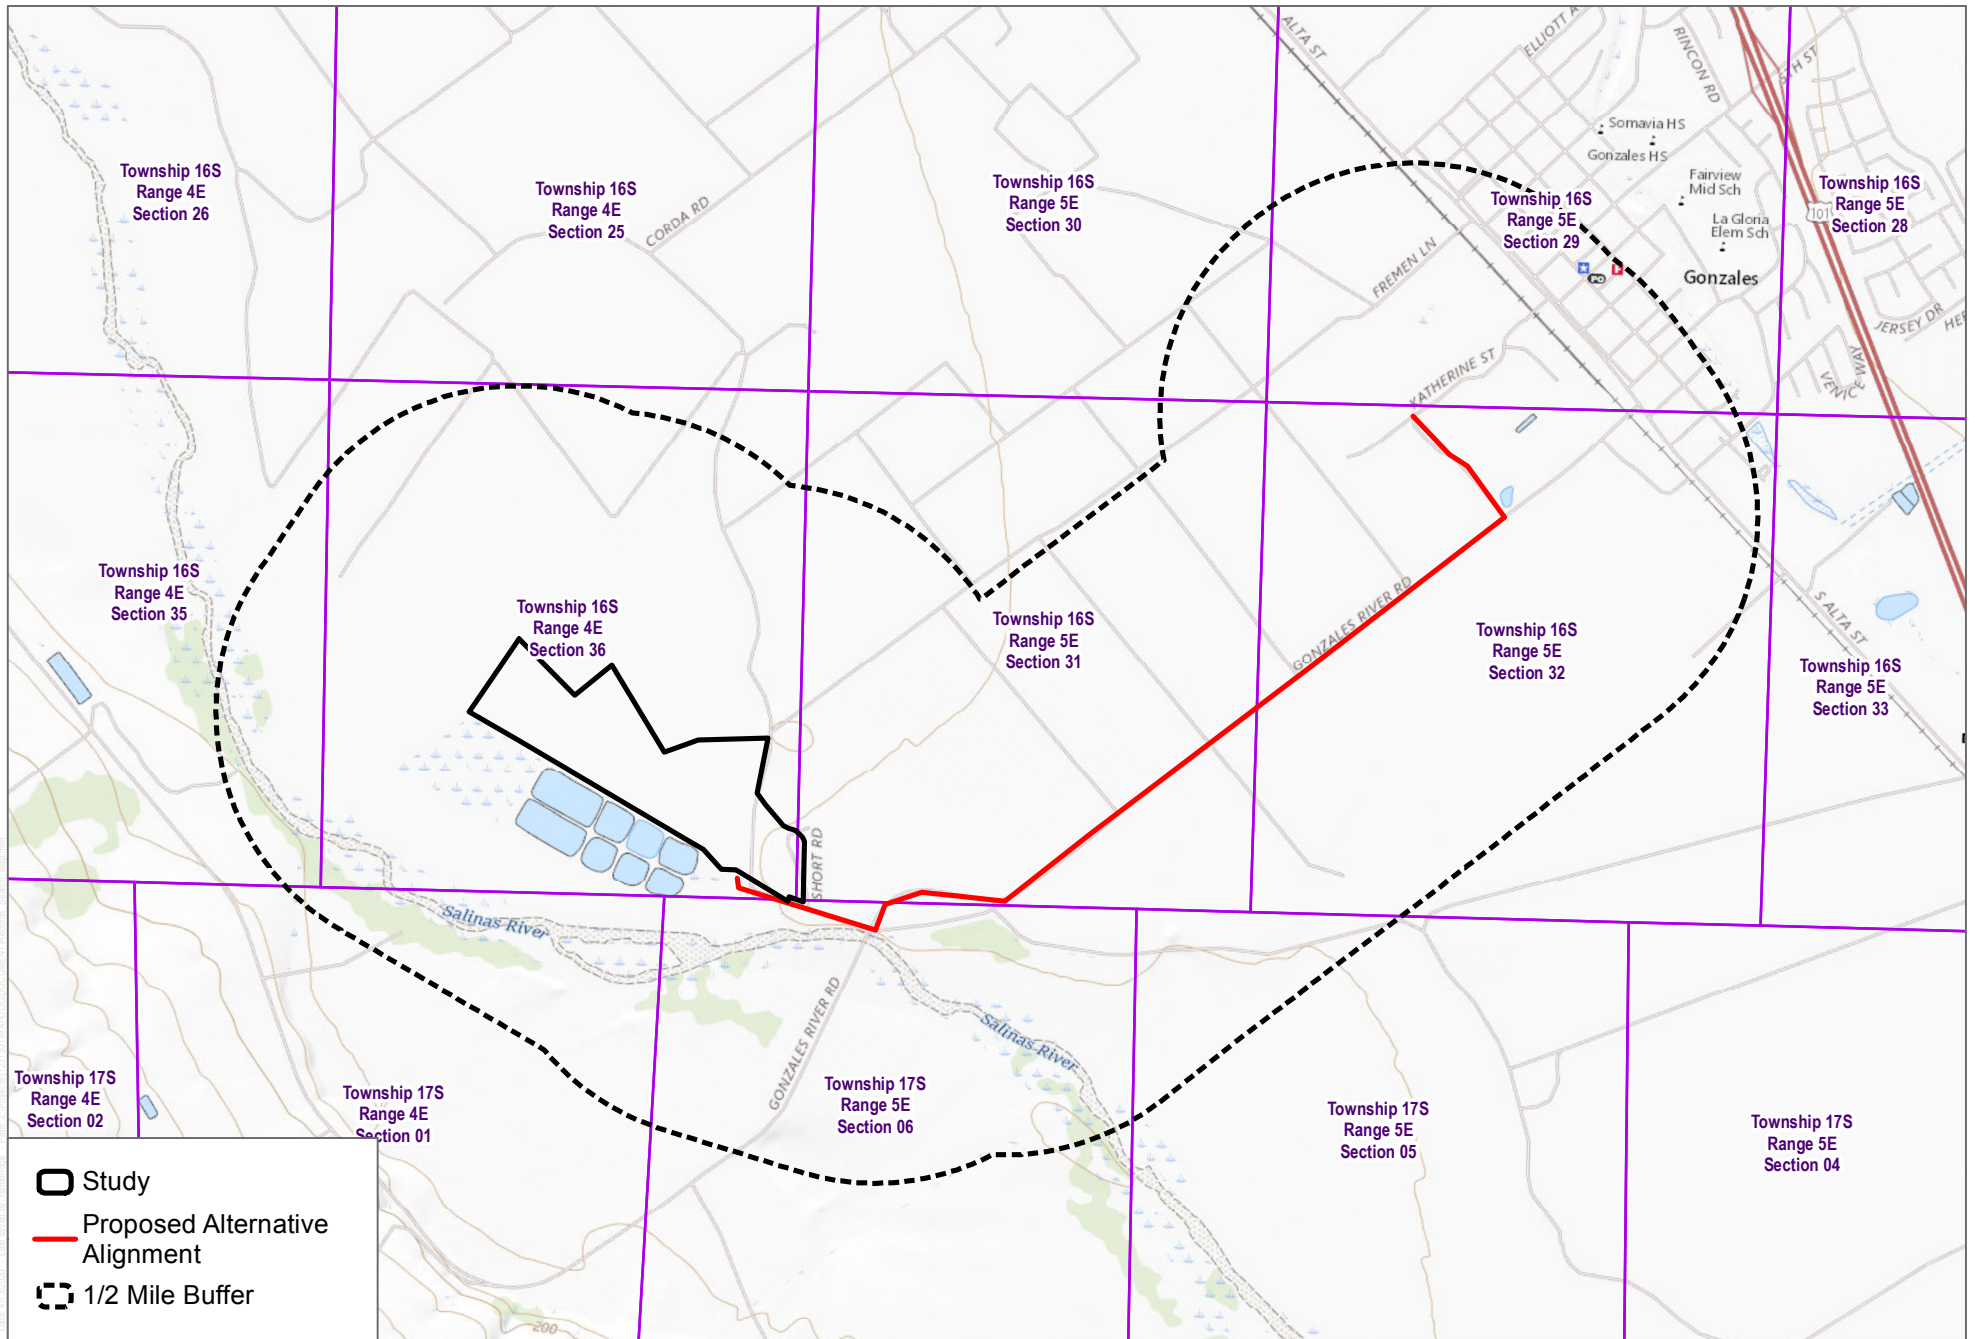 ALTA ST
ELLIOTT A
RINCON RD
5TH ST
Somavia HS
Gonzales HS
Fairview
Mid Sch
La Gloria
Elem Sch
Gonzales
PO
101
Township 16S
Range 4E
Section 26
Township 16S
Range 4E
Section 25
CORDA RD
Township 16S
Range 5E
Section 30
Township 16S
Range 5E
Section 29
Township 16S
Range 5E
Section 28
FREMEN LN
KATHERINE ST
JERSEY DR
HE
VENICE WAY
Township 16S
Range 4E
Section 35
Township 16S
Range 4E
Section 36
Township 16S
Range 5E
Section 31
GONZALES RIVER RD
Township 16S
Range 5E
Section 32
S ALTA ST
Township 16S
Range 5E
Section 33
SHORT RD
Salinas River
GONZALES RIVER RD
Salinas River
Township 17S
Range 4E
Section 02
Township 17S
Range 4E
Section 01
Township 17S
Range 5E
Section 06
Township 17S
Range 5E
Section 05
Township 17S
Range 5E
Section 04
200
Study
Proposed Alternative
Alignment
1/2 Mile Buffer